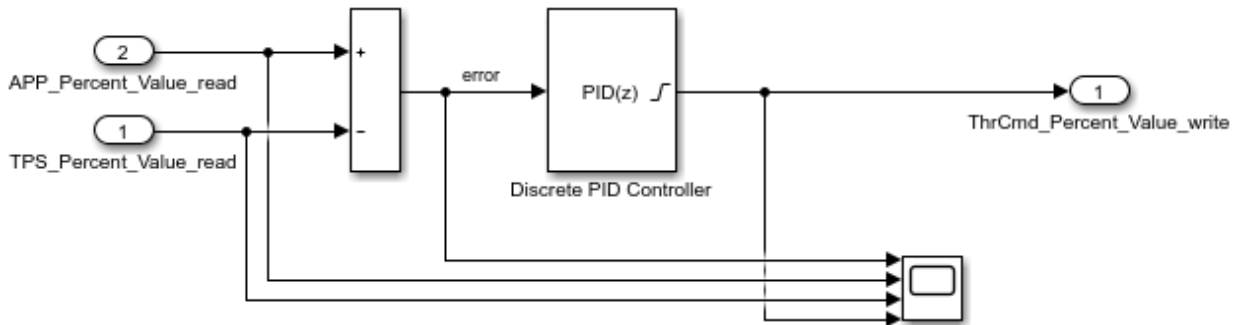 2
+
APP_Percent_Value_read
error
PID(z)
1
ThrCmd_Percent_Value_write
1
−
TPS_Percent_Value_read
Discrete PID Controller